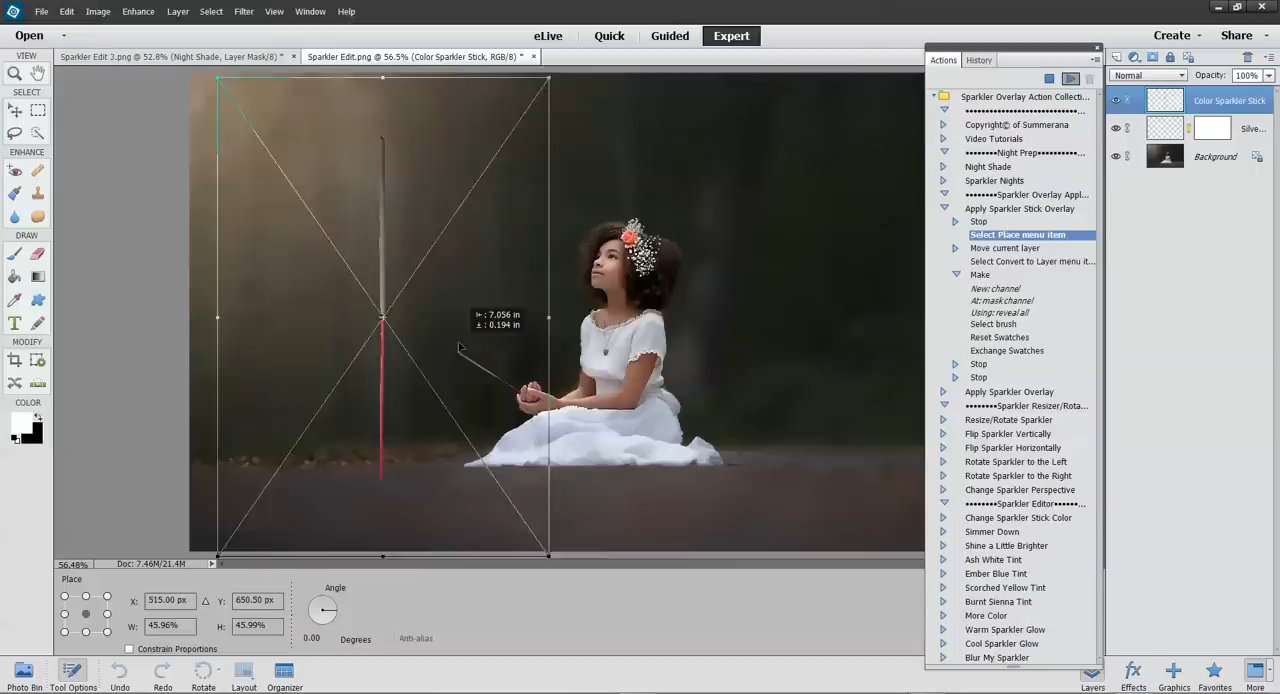 File Edit Image Enhance Layer Select Filter View Window Help
Open eLive Quick Guided Expert Create Share
VIEW
SELECT
ENHANCE
DRAW
MODIFY
COLOR
Sparkler Edit 3.png @ 52.8% (Night Shade, Layer Mask/8) * × Sparkler Edit.png @ 56.5% (Color Sparkler Stick, RGB/8) * ×
: 7.056 in
: 0.194 in
56.48% Doc: 7.46M/21.4M
Place
X: 515.00 px Y: 650.50 px
W: 45.96% H: 45.99%
Constrain Proportions
Angle
0.00 Degrees
Anti-alias
Actions History
Sparkler Overlay Action Collecti...
••••••••••••••••••••••••••••...
Copyright© of Summerana
Video Tutorials
••••••••Night Prep••••••••••...
Night Shade
Sparkler Nights
••••••••Sparkler Overlay Appl...
Apply Sparkler Stick Overlay
Stop
Select Place menu item
Move current layer
Select Convert to Layer menu it...
Make
New: channel
At: mask channel
Using: reveal all
Select brush
Reset Swatches
Exchange Swatches
Stop
Stop
Apply Sparkler Overlay
••••••••Sparkler Resizer/Rota...
Resize/Rotate Sparkler
Flip Sparkler Vertically
Flip Sparkler Horizontally
Rotate Sparkler to the Left
Rotate Sparkler to the Right
Change Sparkler Perspective
••••••••Sparkler Editor••••••...
Change Sparkler Stick Color
Simmer Down
Shine a Little Brighter
Ash White Tint
Ember Blue Tint
Scorched Yellow Tint
Burnt Sienna Tint
More Color
Warm Sparkler Glow
Cool Sparkler Glow
Blur My Sparkler
Normal Opacity: 100%
Color Sparkler Stick
Silve...
Background
Photo Bin Tool Options Undo Redo Rotate Layout Organizer Layers Effects Graphics Favorites More